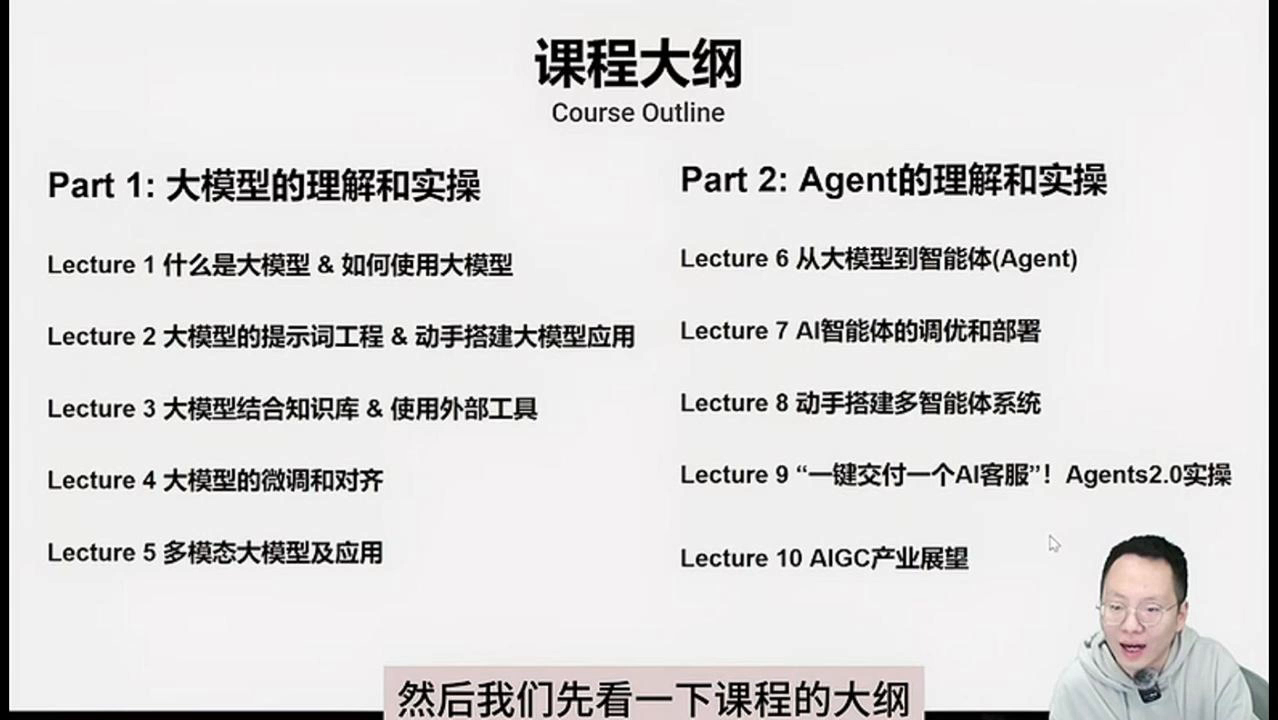 课程大纲
Course Outline
Part 1: 大模型的理解和实操
Lecture 1 什么是大模型 & 如何使用大模型
Lecture 2 大模型的提示词工程 & 动手搭建大模型应用
Lecture 3 大模型结合知识库 & 使用外部工具
Lecture 4 大模型的微调和对齐
Lecture 5 多模态大模型及应用
Part 2: Agent的理解和实操
Lecture 6 从大模型到智能体(Agent)
Lecture 7 AI智能体的调优和部署
Lecture 8 动手搭建多智能体系统
Lecture 9 “一键交付一个AI客服”！Agents2.0实操
Lecture 10 AIGC产业展望
然后我们先看一下课程的大纲